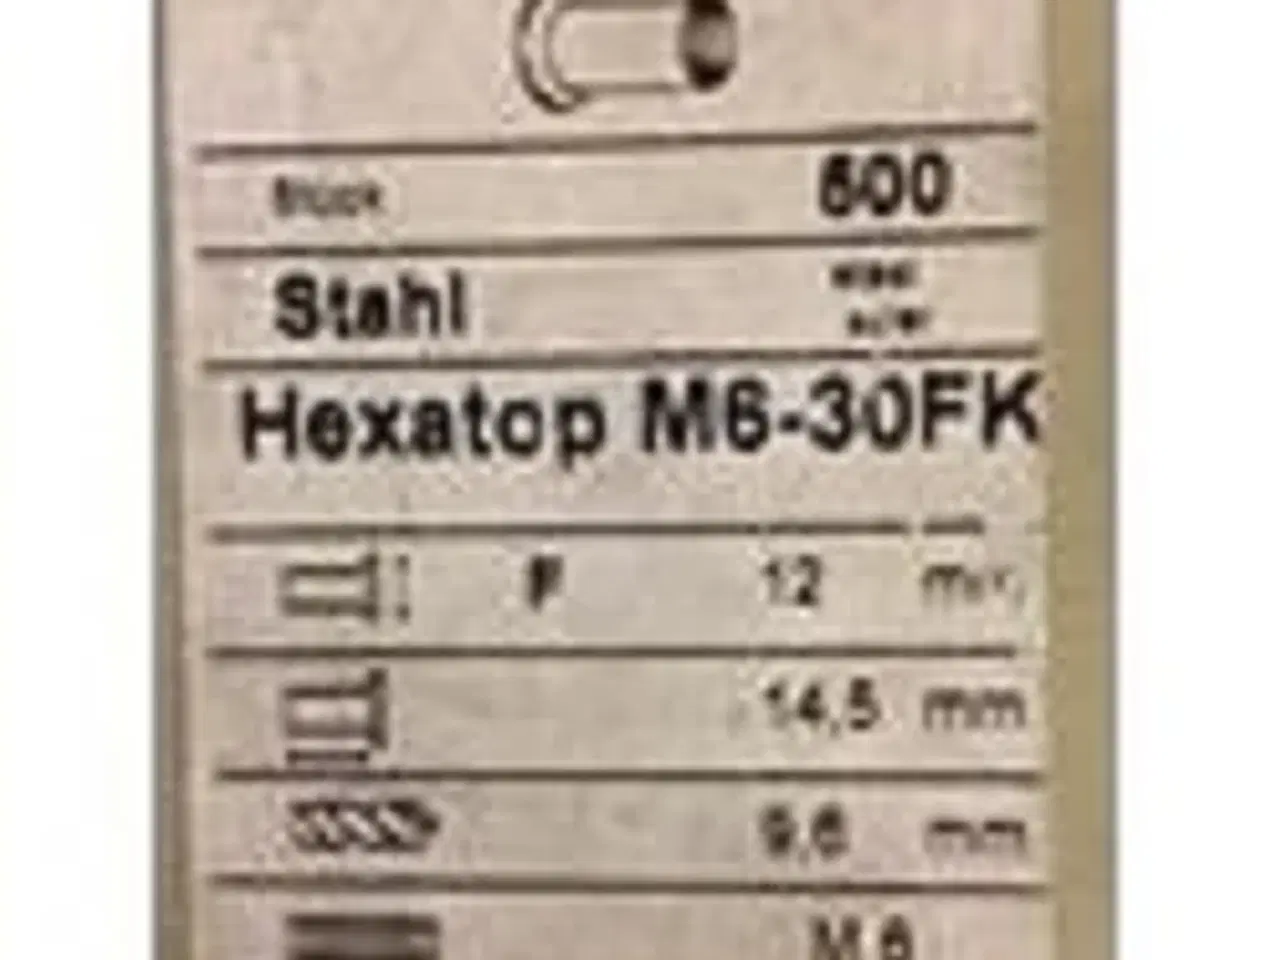 Stück 500
Stahl
Hexatop M6-30FK
F 12 mm
14,5 mm
9,6 mm
M 6